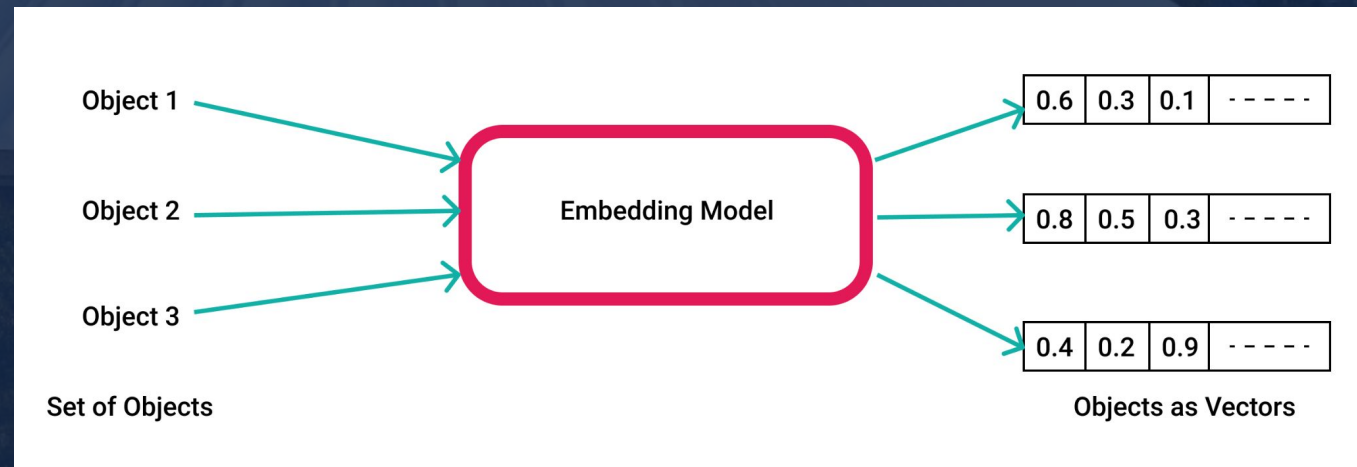 Object 1
0.6 0.3 0.1 - - - - -
Object 2
Embedding Model
0.8 0.5 0.3 - - - - -
Object 3
0.4 0.2 0.9 - - - - -
Set of Objects
Objects as Vectors